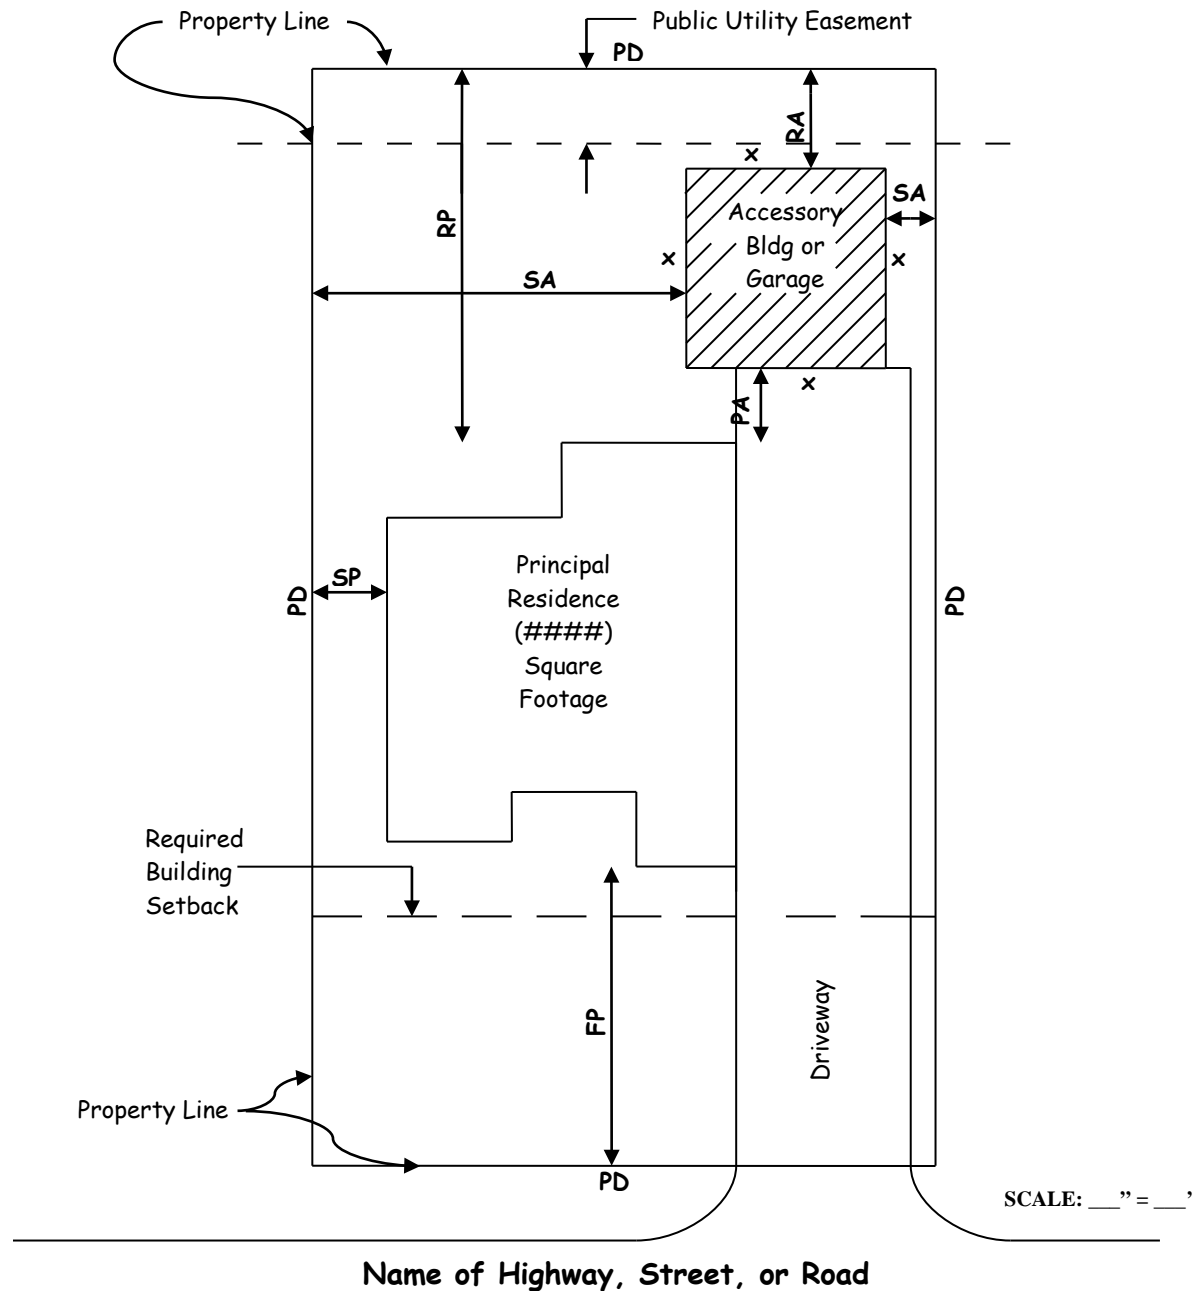 Property Line
Public Utility Easement
PD
RA
x
SA
Accessory
Bldg or
Garage
RP
x
x
SA
x
PA
Principal
Residence
(####)
Square
Footage
SP
PD
PD
Required
Building
Setback
FP
Driveway
Property Line
PD
SCALE: ___” = ___’
Name of Highway, Street, or Road